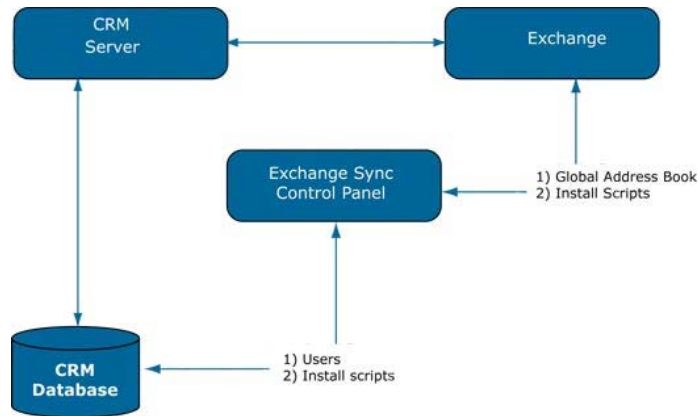 CRM
Server
Exchange
Exchange Sync
Control Panel
1) Global Address Book
2) Install Scripts
1) Users
2) Install scripts
CRM
Database